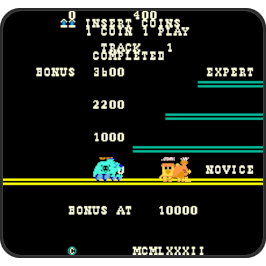 0 400
INSERT COINS
1 COIN 1 PLAY
TRACK 1
COMPLETED
BONUS 3600 EXPERT
2200
1000
NOVICE
BONUS AT 10000
© MCMLXXXII